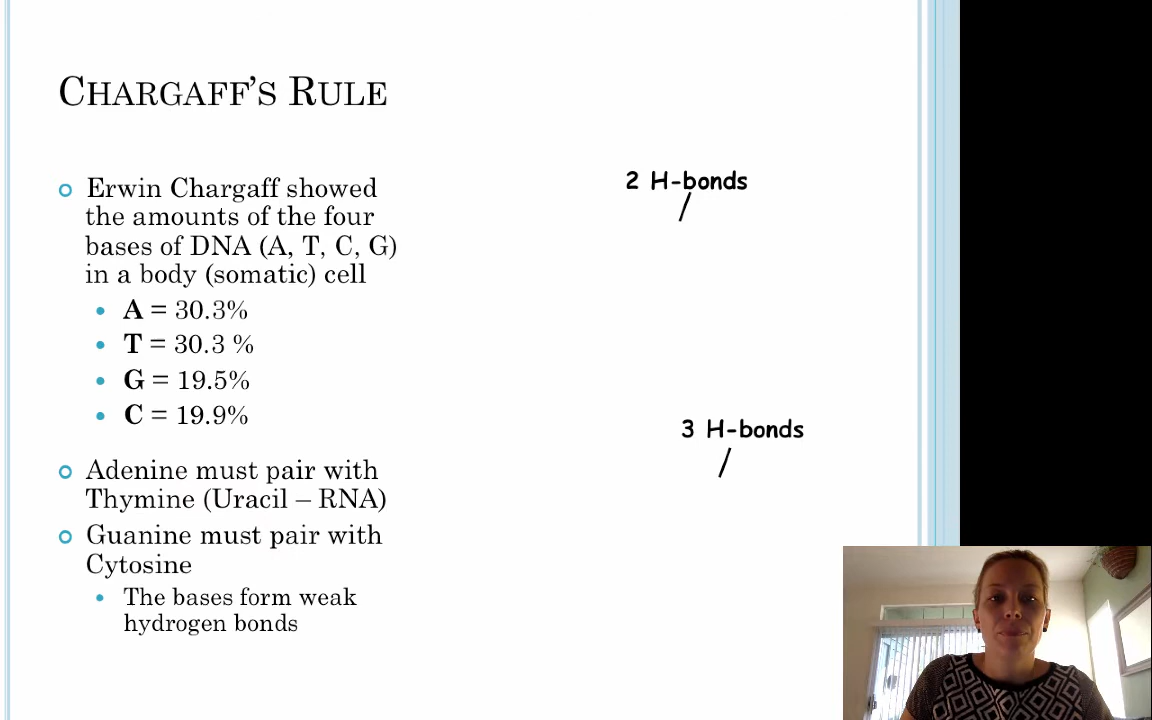 CHARGAFF'S RULE
Erwin Chargaff showed
the amounts of the four
bases of DNA (A, T, C, G)
in a body (somatic) cell
A = 30.3%
T = 30.3 %
G = 19.5%
C = 19.9%
Adenine must pair with
Thymine (Uracil – RNA)
Guanine must pair with
Cytosine
The bases form weak
hydrogen bonds
2 H-bonds
3 H-bonds